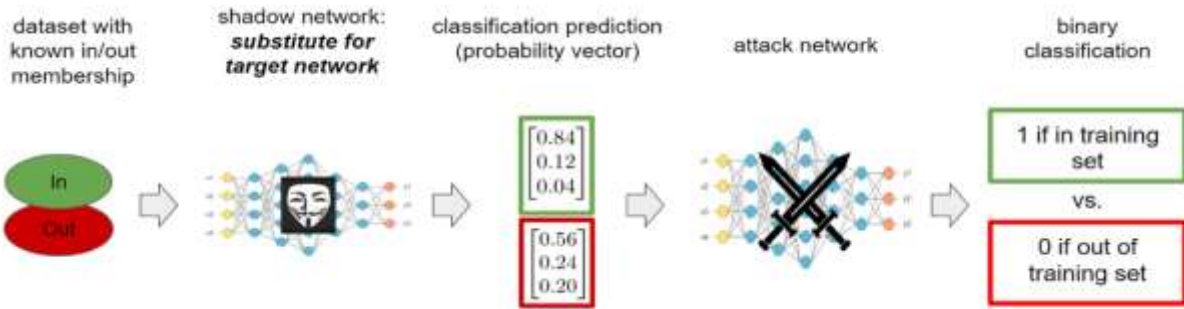 dataset with
known in/out
membership
shadow network:
substitute for
target network
classification prediction
(probability vector)
attack network
binary
classification
In
Out
0.84
0.12
0.04
0.56
0.24
0.20
1 if in training
set
vs.
0 if out of
training set